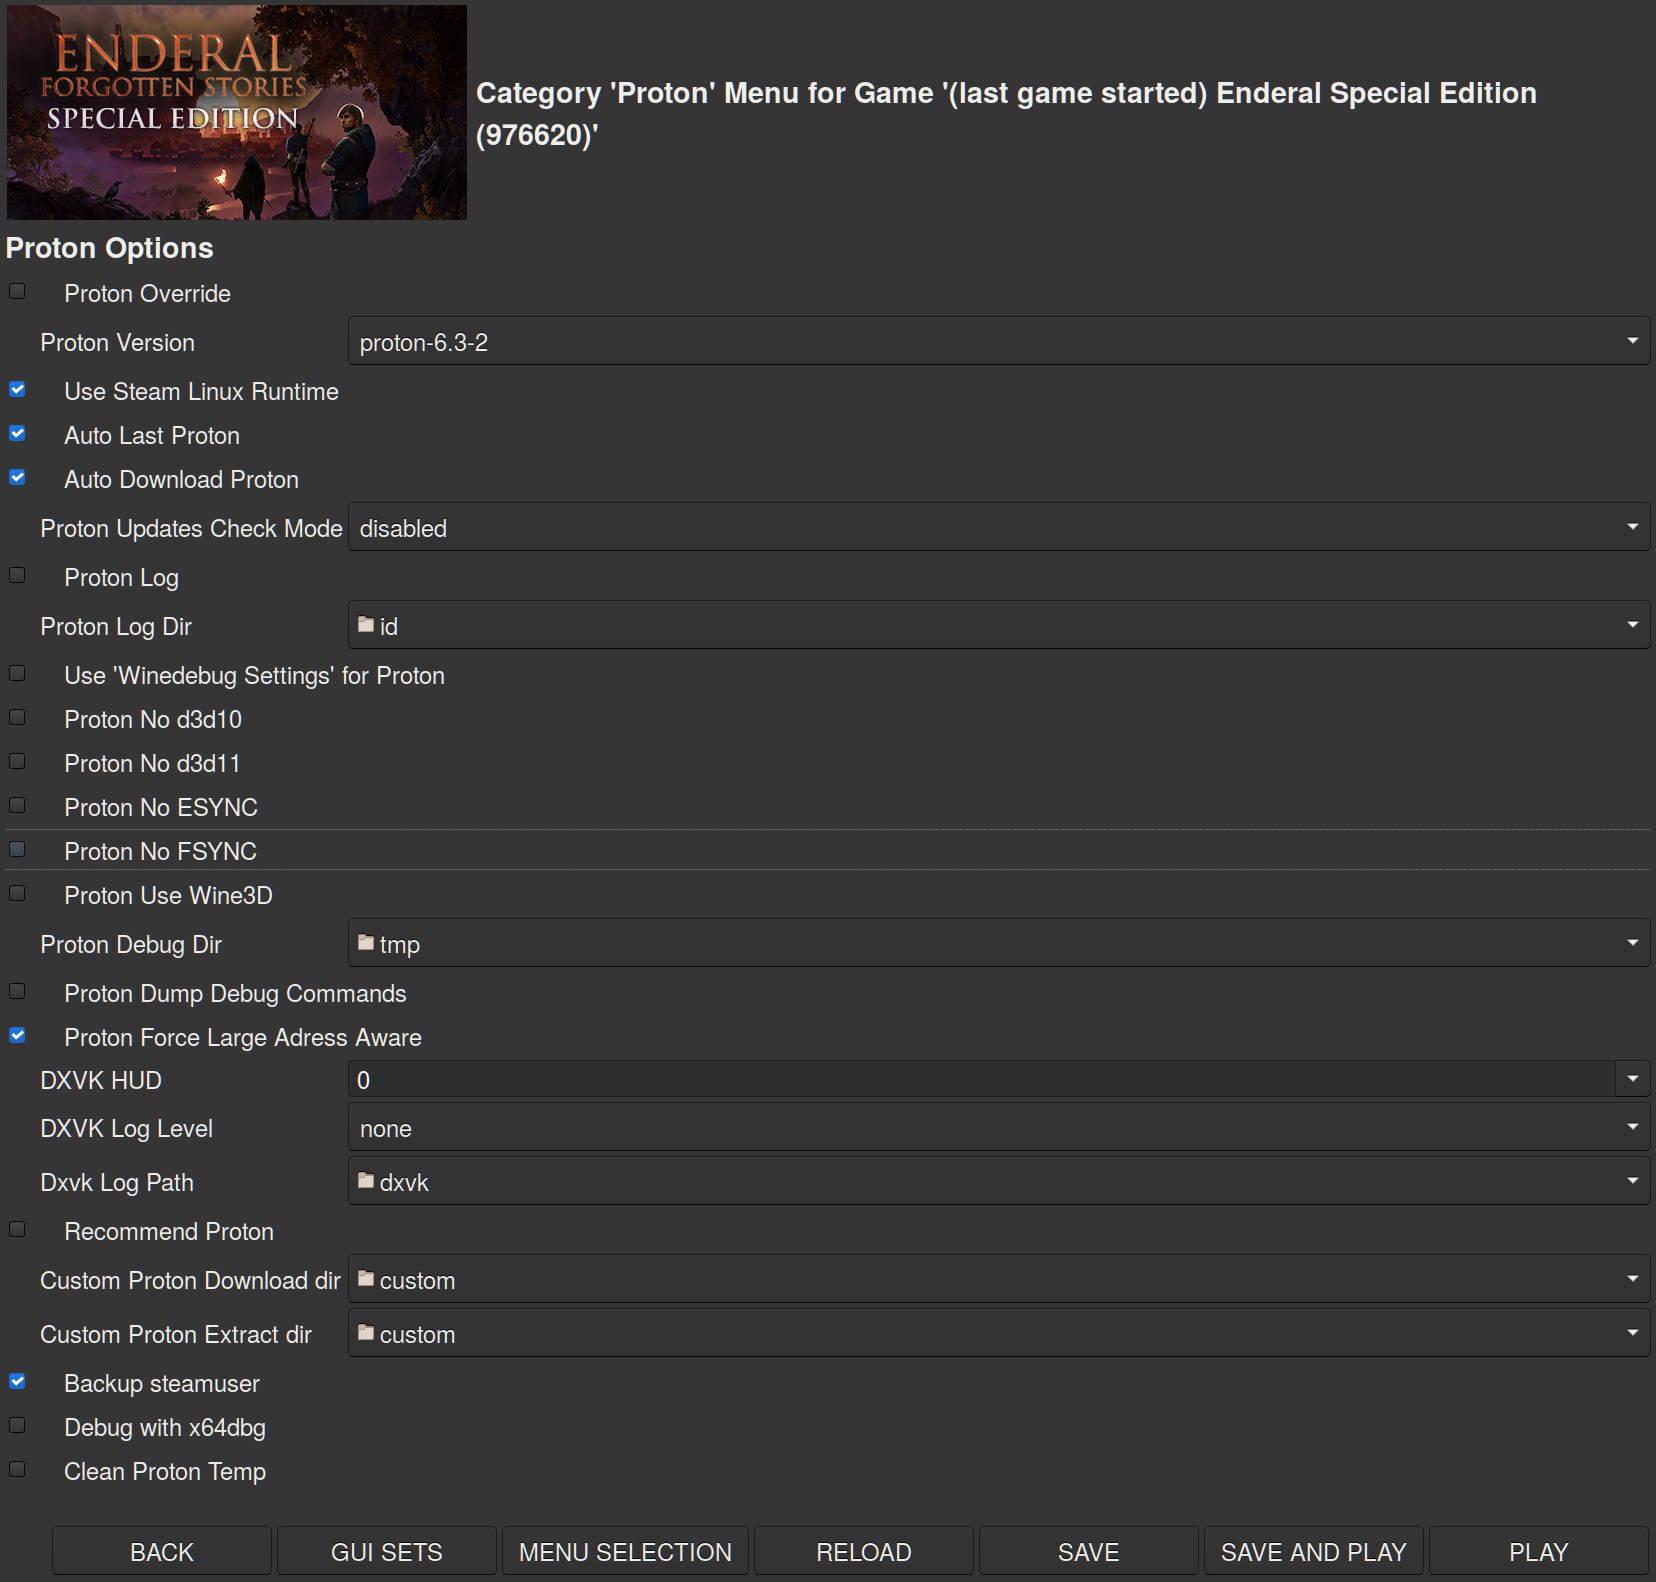 ENDERAL
FORGOTTEN STORIES
SPECIAL EDITION
Category 'Proton' Menu for Game '(last game started) Enderal Special Edition
(976620)'
Proton Options
Proton Override
Proton Version proton-6.3-2
Use Steam Linux Runtime
Auto Last Proton
Auto Download Proton
Proton Updates Check Mode disabled
Proton Log
Proton Log Dir id
Use 'Winedebug Settings' for Proton
Proton No d3d10
Proton No d3d11
Proton No ESYNC
Proton No FSYNC
Proton Use Wine3D
Proton Debug Dir tmp
Proton Dump Debug Commands
Proton Force Large Adress Aware
DXVK HUD 0
DXVK Log Level none
Dxvk Log Path dxvk
Recommend Proton
Custom Proton Download dir custom
Custom Proton Extract dir custom
Backup steamuser
Debug with x64dbg
Clean Proton Temp
BACK GUI SETS MENU SELECTION RELOAD SAVE SAVE AND PLAY PLAY